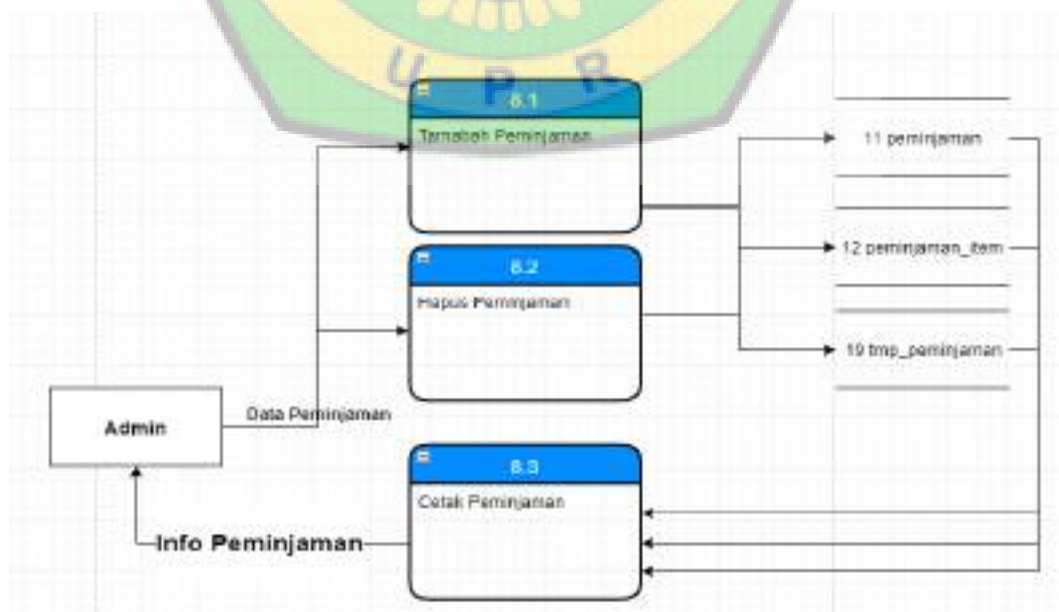 U P R
8.1
Tamabah Peminjaman
11 peminjaman
12 peminjaman_item
8.2
Hapus Peminjaman
19 tmp_peminjaman
Admin
Data Peminjaman
8.3
Cetak Peminjaman
Info Peminjaman